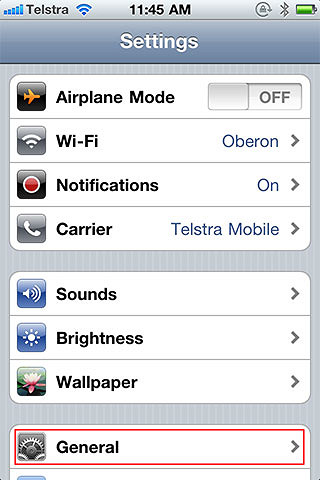 Telstra 11:45 AM
Settings
Airplane Mode OFF
Wi-Fi Oberon
Notifications On
Carrier Telstra Mobile
Sounds
Brightness
Wallpaper
General